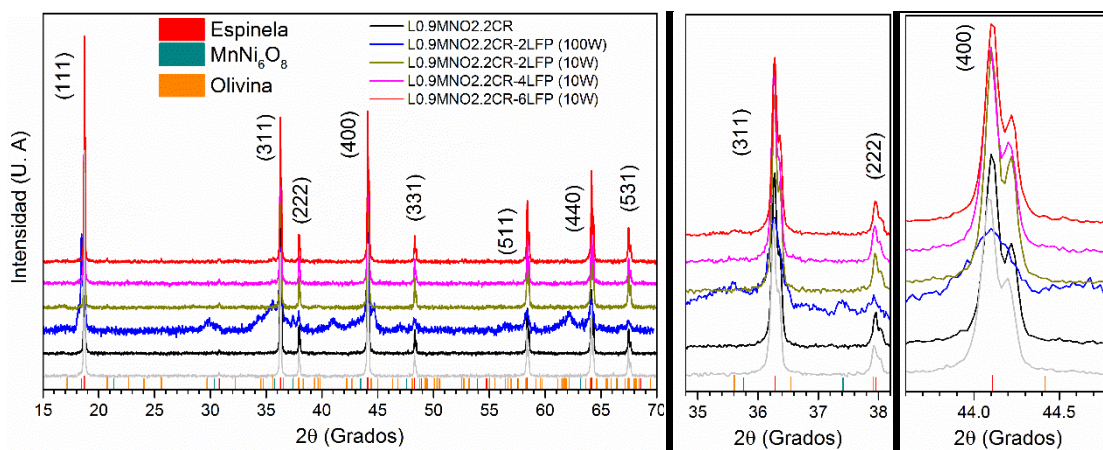 Espinela
MnNi₆O₈
Olivina
L0.9MNO2.2CR
L0.9MNO2.2CR-2LFP (100W)
L0.9MNO2.2CR-2LFP (10W)
L0.9MNO2.2CR-4LFP (10W)
L0.9MNO2.2CR-6LFP (10W)
(111)
(311)
(222)
(400)
(331)
(511)
(440)
(531)
Intensidad (U. A)
15 20 25 30 35 40 45 50 55 60 65 70
2θ (Grados)
(311)
(222)
35 36 37 38
2θ (Grados)
(400)
44.0 44.5
2θ (Grados)